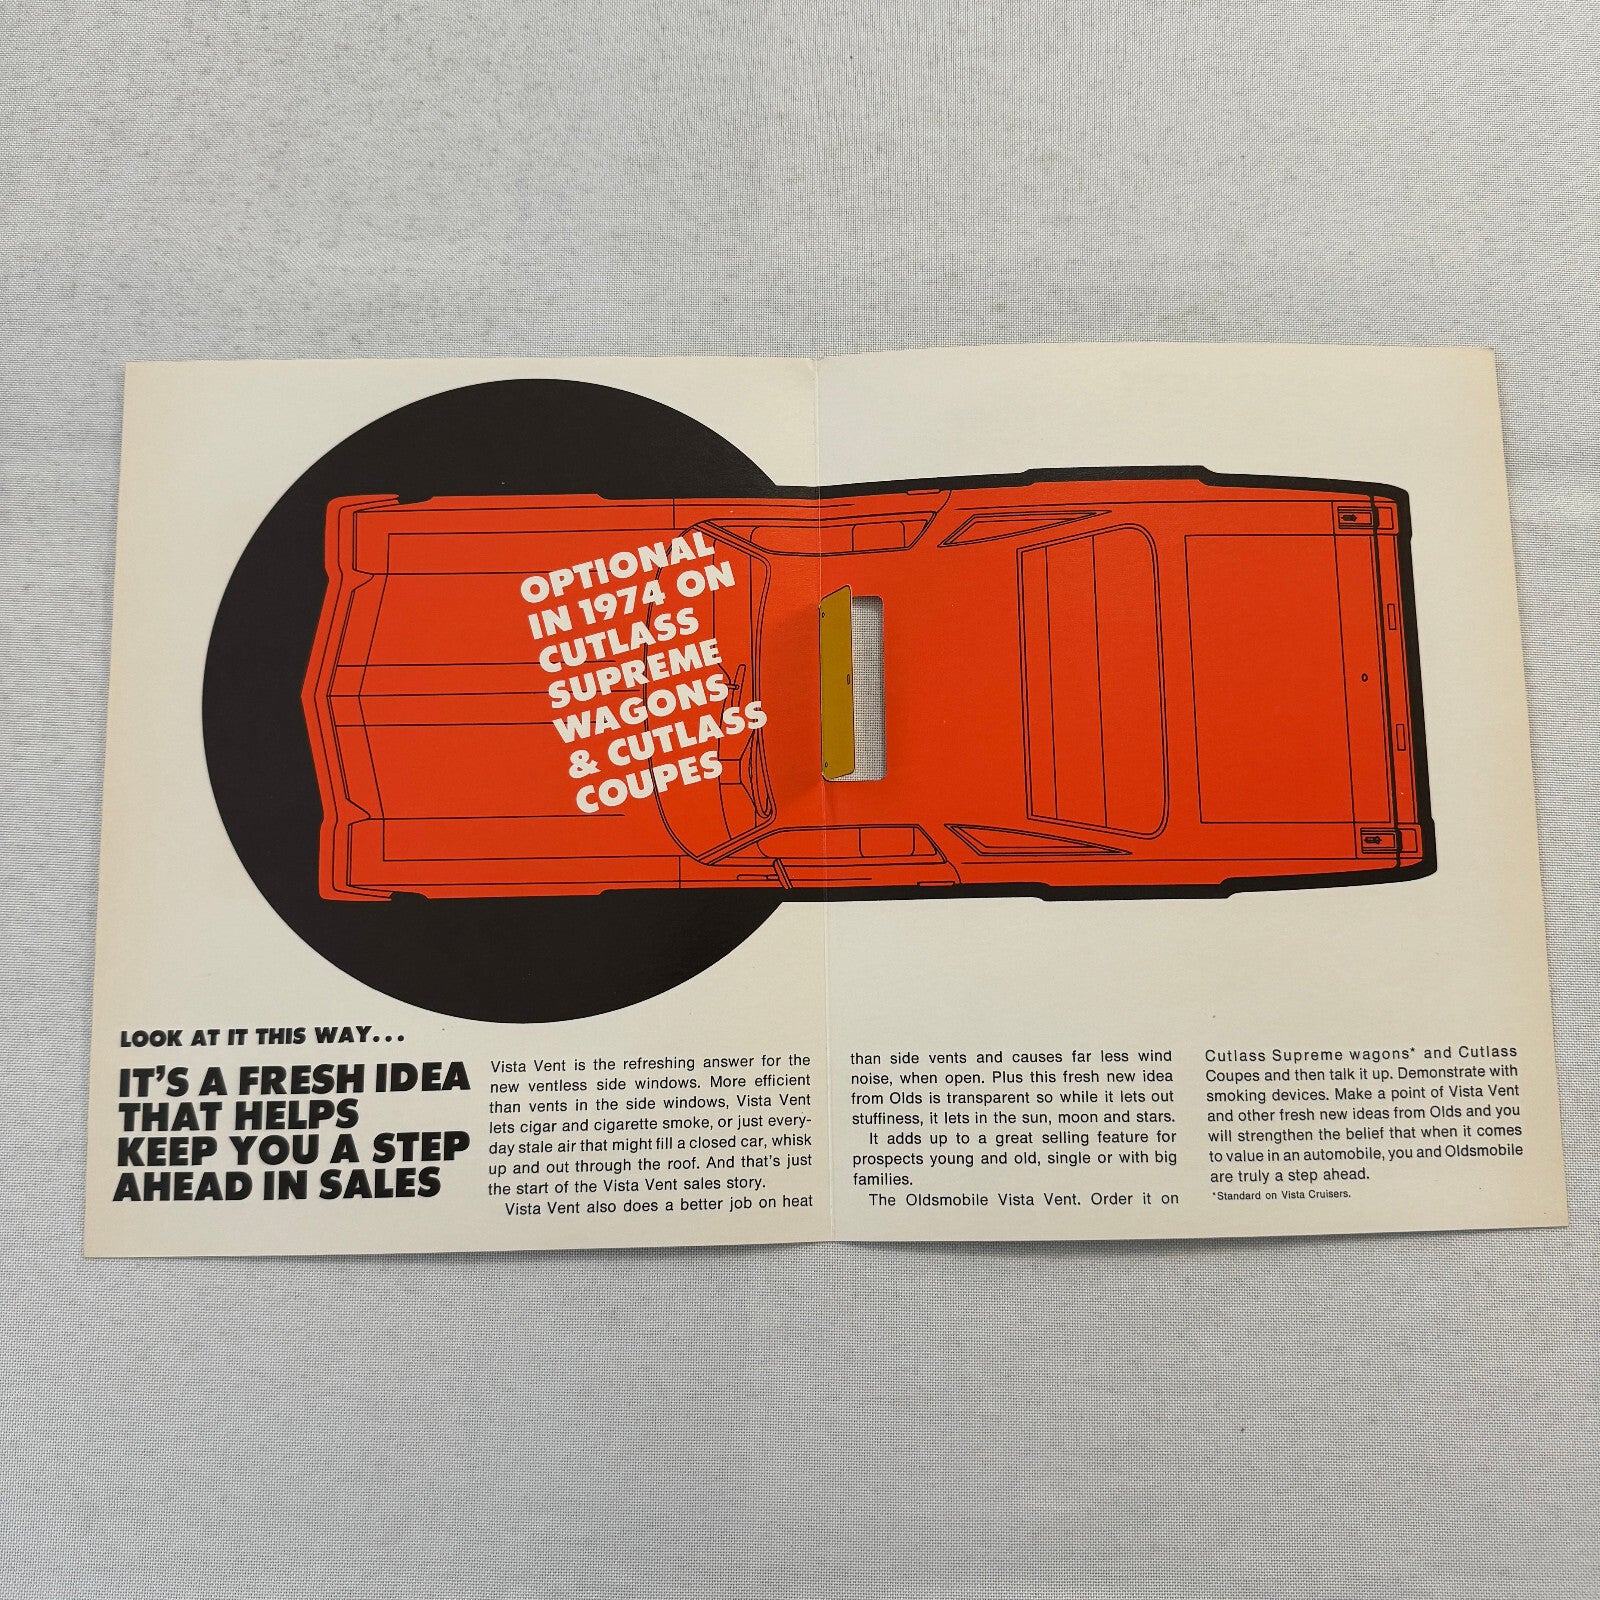 OPTIONAL
IN 1974 ON
CUTLASS
SUPREME
WAGONS
& CUTLASS
COUPES
LOOK AT IT THIS WAY...
IT'S A FRESH IDEA
THAT HELPS
KEEP YOU A STEP
AHEAD IN SALES
Vista Vent is the refreshing answer for the
new ventless side windows. More efficient
than vents in the side windows, Vista Vent
lets cigar and cigarette smoke, or just every-
day stale air that might fill a closed car, whisk
up and out through the roof. And that's just
the start of the Vista Vent sales story.
Vista Vent also does a better job on heat
than side vents and causes far less wind
noise, when open. Plus this fresh new idea
from Olds is transparent so while it lets out
stuffiness, it lets in the sun, moon and stars.
It adds up to a great selling feature for
prospects young and old, single or with big
families.
The Oldsmobile Vista Vent. Order it on
Cutlass Supreme wagons* and Cutlass
Coupes and then talk it up. Demonstrate with
smoking devices. Make a point of Vista Vent
and other fresh new ideas from Olds and you
will strengthen the belief that when it comes
to value in an automobile, you and Oldsmobile
are truly a step ahead.
*Standard on Vista Cruisers.